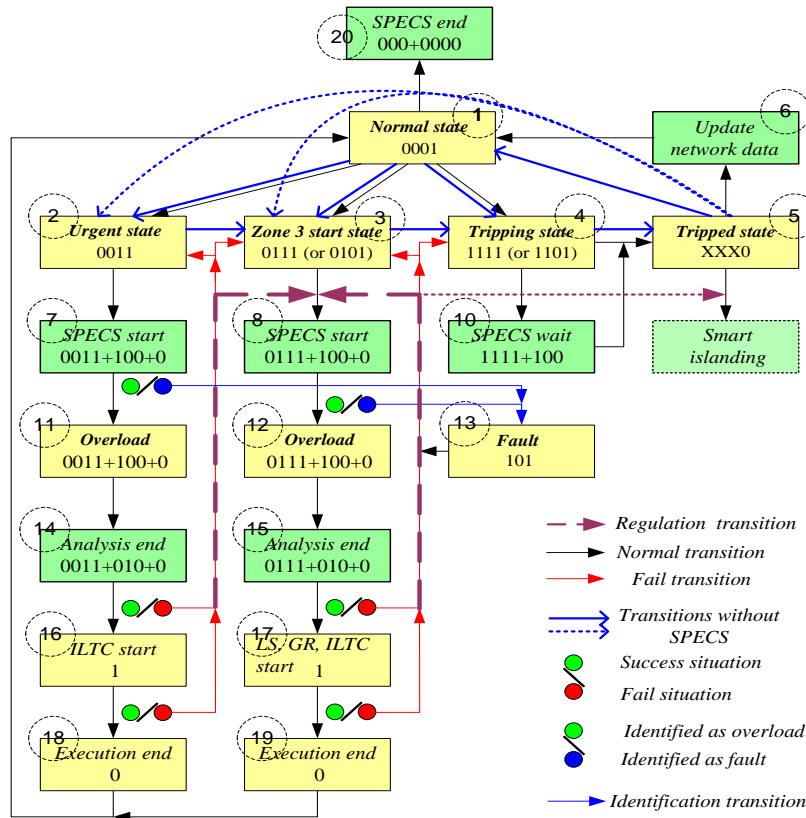 20
SPECS end
000+0000
1
Normal state
0001
6
Update
network data
2
Urgent state
0011
3
Zone 3 start state
0111 (or 0101)
4
Tripping state
1111 (or 1101)
5
Tripped state
XXX0
7
SPECS start
0011+100+0
8
SPECS start
0111+100+0
10
SPECS wait
1111+100
Smart
islanding
11
Overload
0011+100+0
12
Overload
0111+100+0
13
Fault
101
14
Analysis end
0011+010+0
15
Analysis end
0111+010+0
16
ILTC start
1
17
LS, GR, ILTC
start
1
18
Execution end
0
19
Execution end
0
Regulation transition
Normal transition
Fail transition
Transitions without
SPECS
Success situation
Fail situation
Identified as overload
Identified as fault
Identification transition